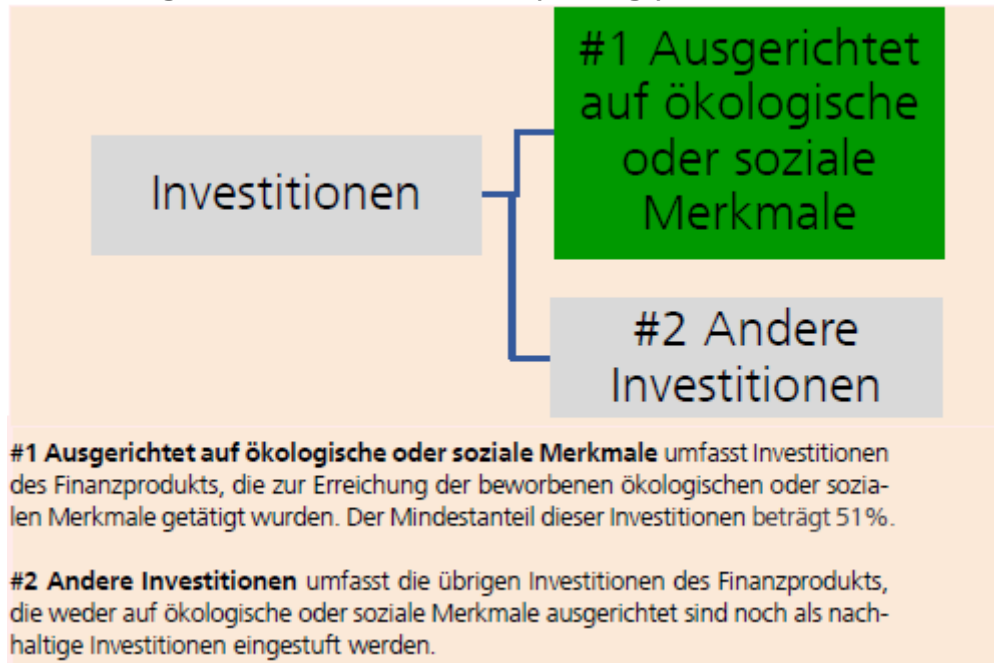 #1 Ausgerichtet
auf ökologische
oder soziale
Merkmale
Investitionen
#2 Andere
Investitionen
#1 Ausgerichtet auf ökologische oder soziale Merkmale umfasst Investitionen
des Finanzprodukts, die zur Erreichung der beworbenen ökologischen oder sozia-
len Merkmale getätigt wurden. Der Mindestanteil dieser Investitionen beträgt 51%.
#2 Andere Investitionen umfasst die übrigen Investitionen des Finanzprodukts,
die weder auf ökologische oder soziale Merkmale ausgerichtet sind noch als nach-
haltige Investitionen eingestuft werden.